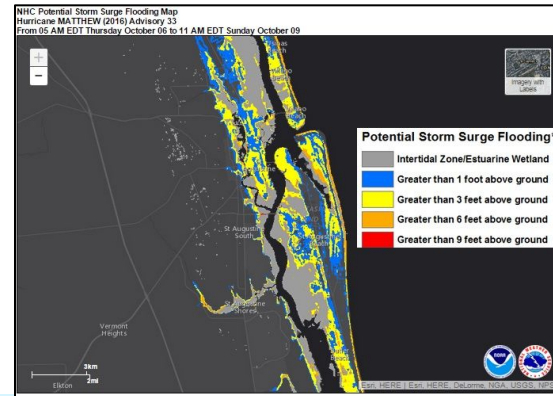 NHC Potential Storm Surge Flooding Map
Hurricane MATTHEW (2016) Advisory 33
From 05 AM EDT Thursday October 06 to 11 AM EDT Sunday October 09
+
−
Imagery with
Labels
Beach
Beach
Potential Storm Surge Flooding*
Intertidal Zone/Estuarine Wetland
Greater than 1 foot above ground
Greater than 3 feet above ground
Greater than 6 feet above ground
Greater than 9 feet above ground
St Augustine
South
St Augustine
Shores
Vermont
Heights
Beach
3km
2mi
Elkton
NOAA
Esri, HERE | Esri, HERE, DeLorme, NGA, USGS, NPS